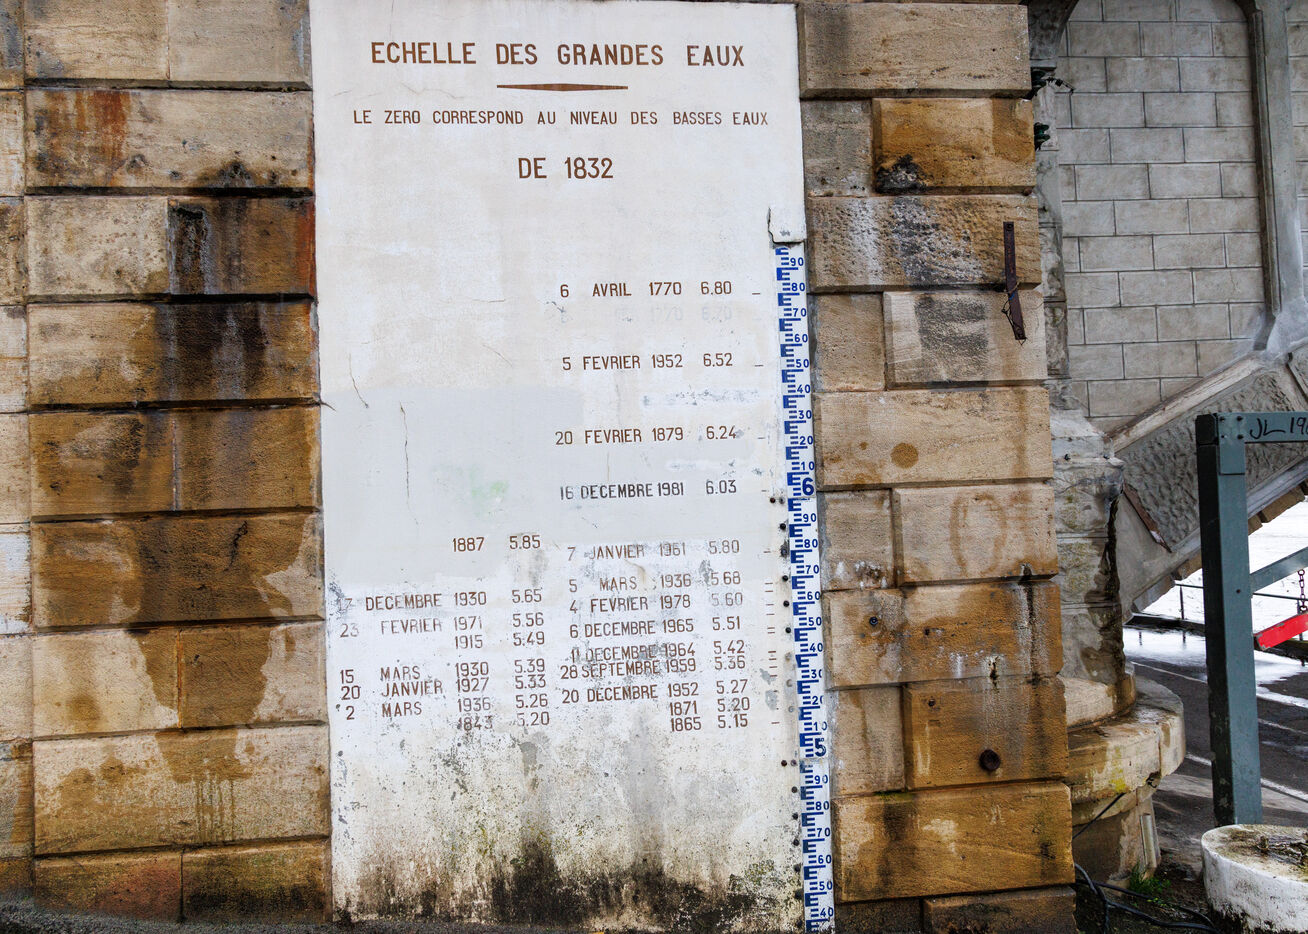 ECHELLE DES GRANDES EAUX
LE ZERO CORRESPOND AU NIVEAU DES BASSES EAUX
DE 1832
6 AVRIL 1770 6.80
1770 6.70
5 FEVRIER 1952 6.52
20 FEVRIER 1879 6.24
16 DECEMBRE 1981 6.03
1887 5.85
7 JANVIER 1961 5.80
5 MARS 1936 5.68
7 DECEMBRE 1930 5.65
4 FEVRIER 1978 5.60
23 FEVRIER 1971 5.56
6 DECEMBRE 1965 5.51
1915 5.49
11 DECEMBRE 1964 5.42
15 MARS 1930 5.39
28 SEPTEMBRE 1959 5.36
20 JANVIER 1927 5.33
20 DECEMBRE 1952 5.27
2 MARS 1936 5.26
1871 5.20
1843 5.20
1865 5.15
90
80
70
60
50
40
30
20
10
6
90
80
70
60
50
40
30
20
10
5
90
80
70
60
50
40